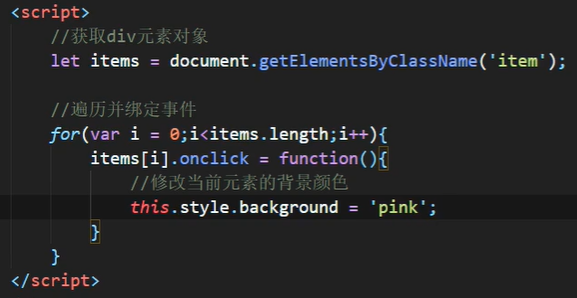 <script>
//获取div元素对象
let items = document.getElementsByClassName('item');
//遍历并绑定事件
for(var i = 0;i<items.length;i++){
items[i].onclick = function(){
//修改当前元素的背景颜色
this.style.background = 'pink';
}
}
</script>